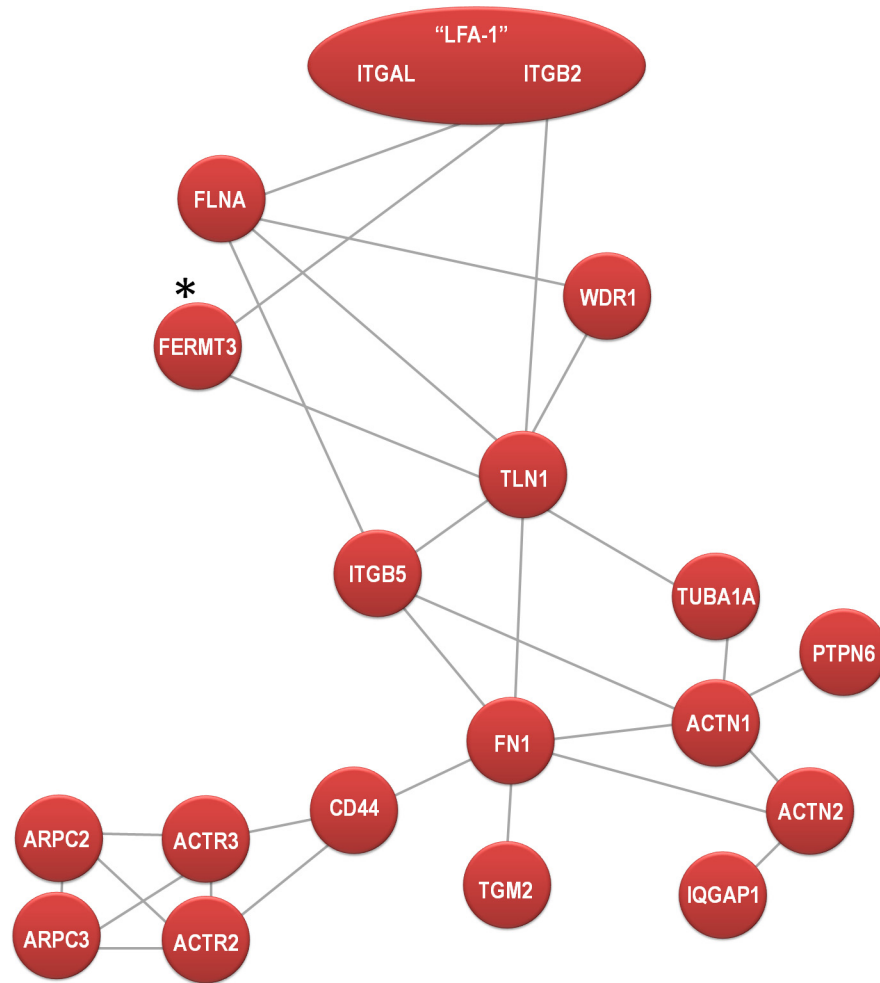 “LFA-1”
ITGAL ITGB2
FLNA
*
WDR1
FERMT3
TLN1
ITGB5
TUBA1A
PTPN6
ACTN1
FN1
CD44
ACTN2
ARPC2 ACTR3
TGM2
IQGAP1
ARPC3 ACTR2